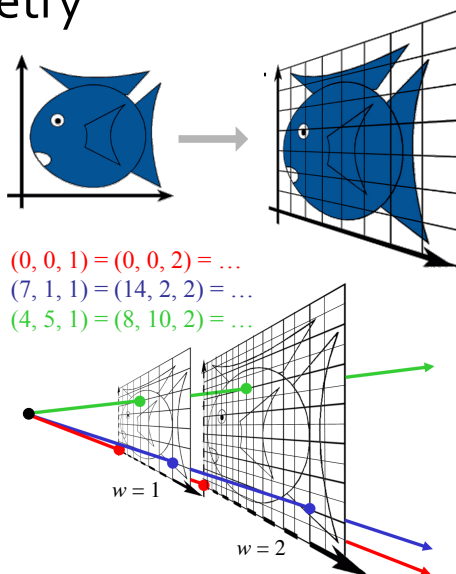 etry
(0, 0, 1) = (0, 0, 2) = …
(7, 1, 1) = (14, 2, 2) = …
(4, 5, 1) = (8, 10, 2) = …
w = 1
w = 2